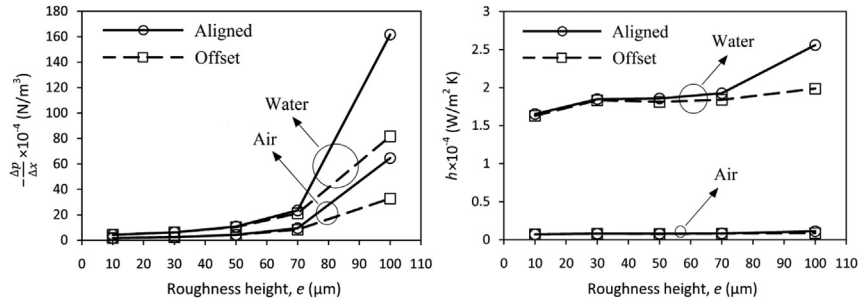 180
160
140
120
100
80
60
40
20
0
−Δp/Δx ×10⁻⁴ (N/m³)
Aligned
Offset
Water
Air
0 10 20 30 40 50 60 70 80 90 100 110
Roughness height, e (μm)
3
2.5
2
1.5
1
0.5
0
h×10⁻⁴ (W/m² K)
Aligned
Offset
Water
Air
0 10 20 30 40 50 60 70 80 90 100 110
Roughness height, e (μm)